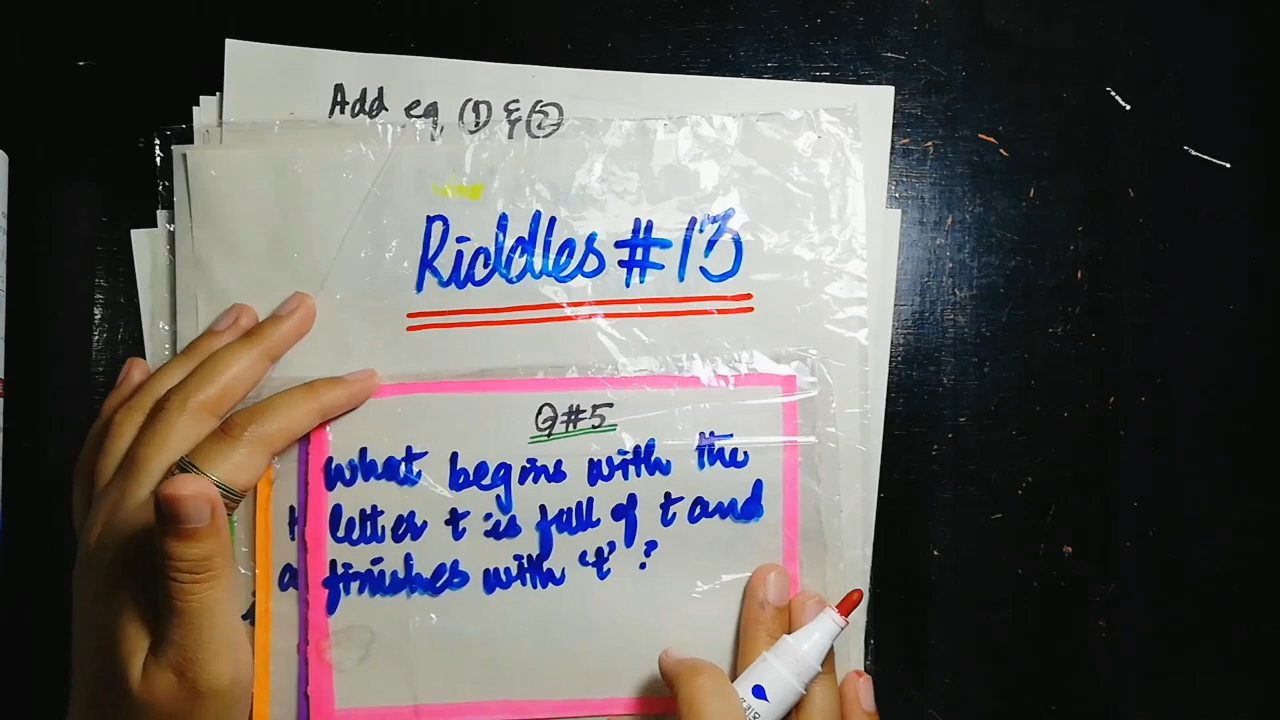 Add eq ① & ②
Riddles #13
Q#5
what begins with the
letter t is full of t and
finishes with 't' ?